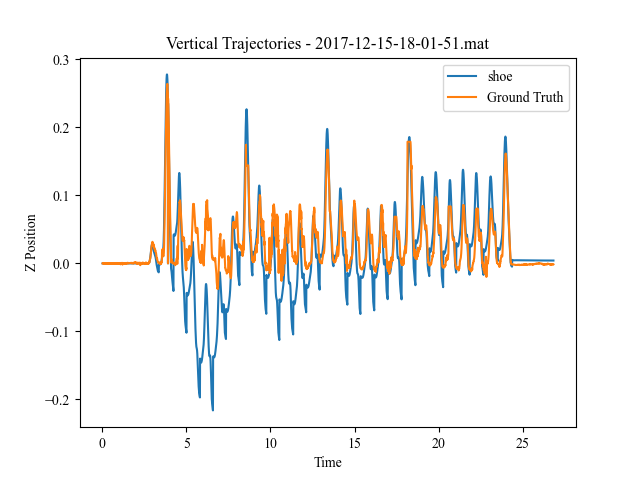 Vertical Trajectories - 2017-12-15-18-01-51.mat
shoe
Ground Truth
Z Position
0.3
0.2
0.1
0.0
−0.1
−0.2
0
5
10
15
20
25
Time